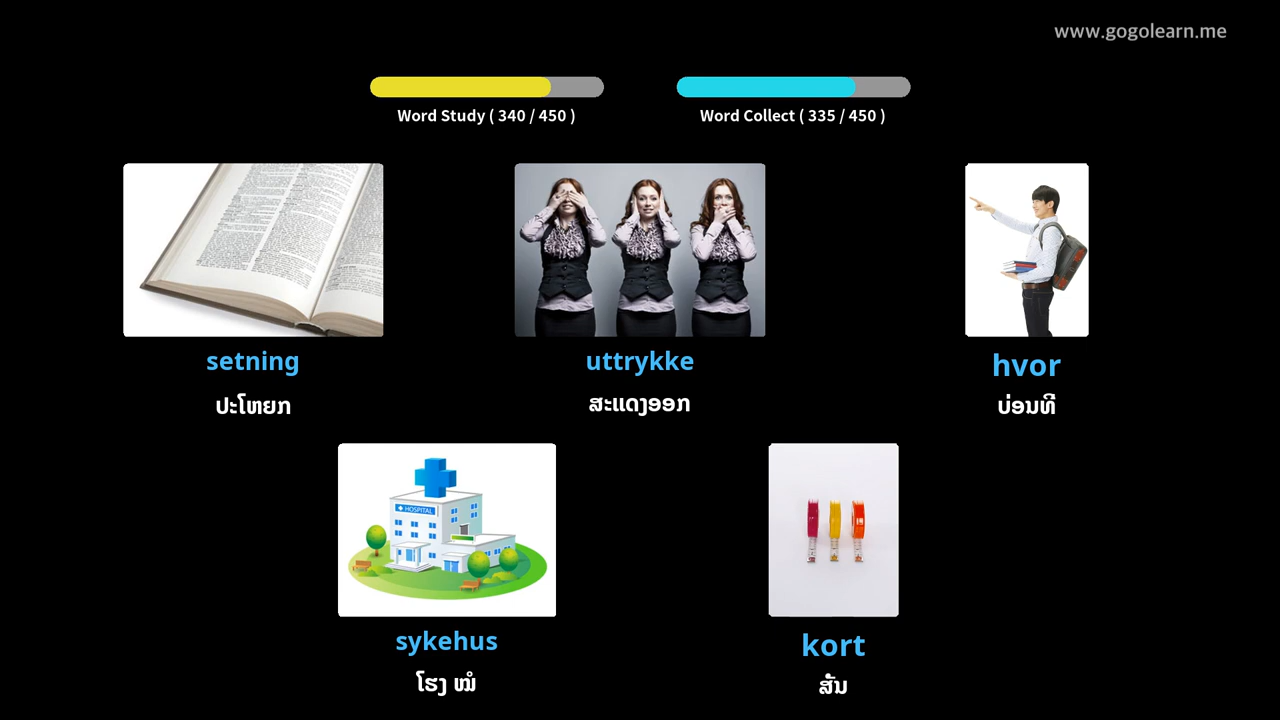 www.gogolearn.me
Word Study ( 340 / 450 )
Word Collect ( 335 / 450 )
setning
ປະໂຫຍກ
uttrykke
ສະແດງອອກ
hvor
ບ່ອນທີ
HOSPITAL
sykehus
ໂຮງ ໝໍ
kort
ສັ້ນ